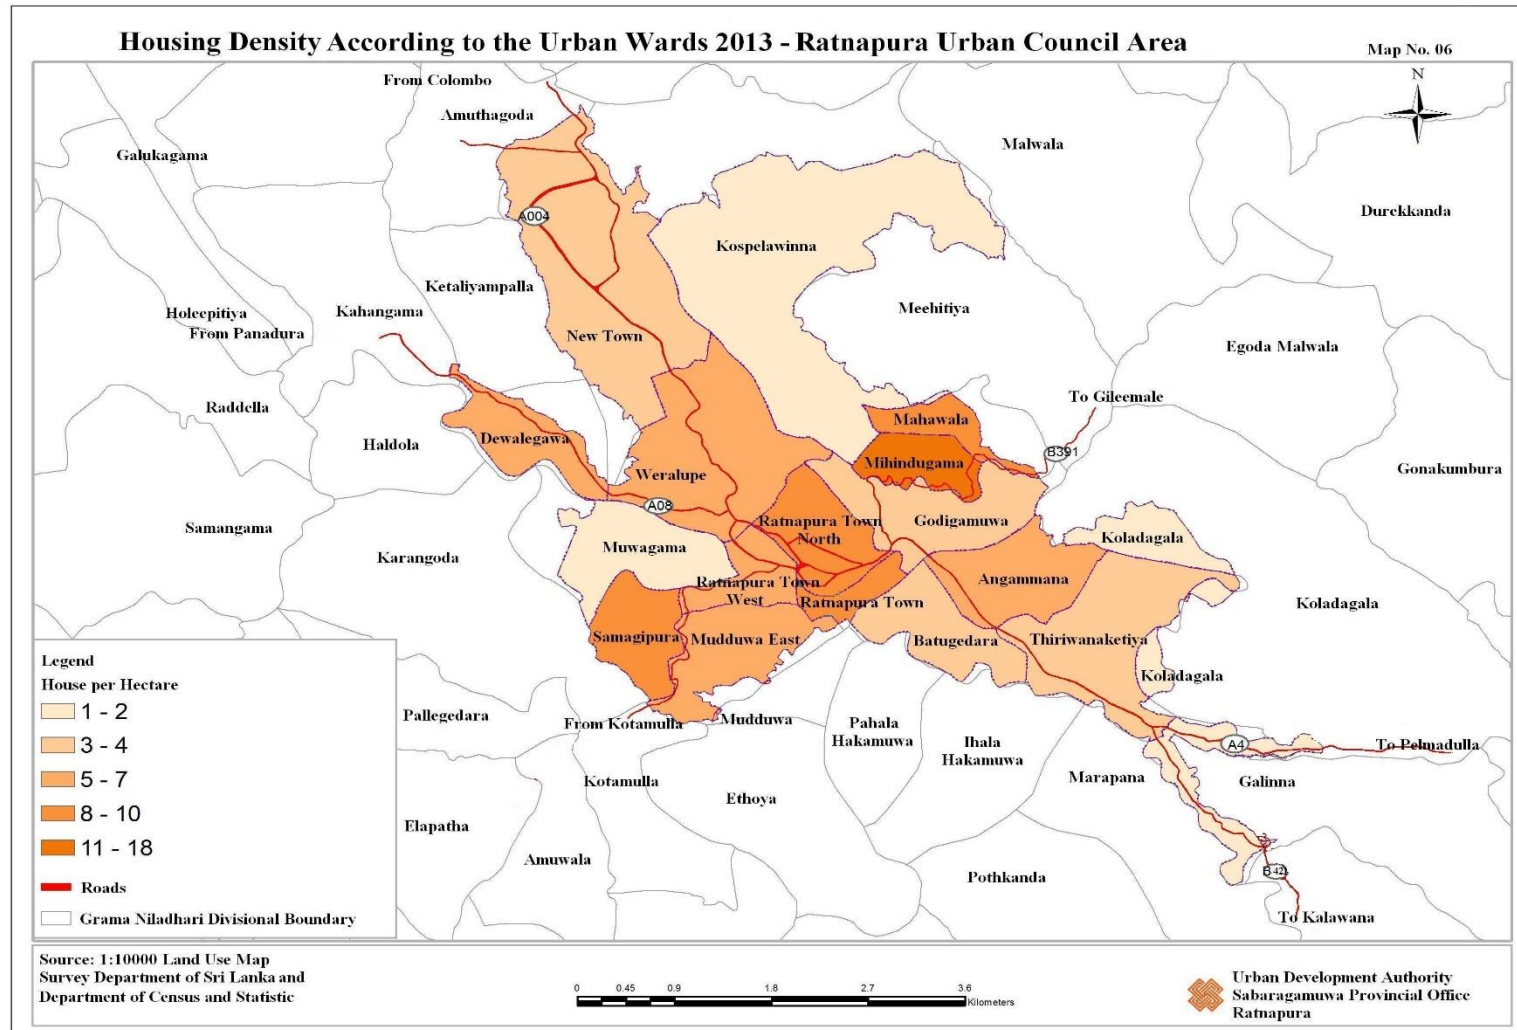 Housing Density According to the Urban Wards 2013 - Ratnapura Urban Council Area
Map No. 06
N
From Colombo
Amuthagoda
Galukagama
Malwala
Durekkanda
A004
Kospelawinna
Ketaliyampalla
Meehitiya
Holeepitiya
From Panadura
Kahangama
New Town
Egoda Malwala
To Gileemale
Raddella
Haldola
Dewalegawa
Mahawala
B391
Mihindugama
Weralupe
Gonakumbura
A08
Samangama
Karangoda
Muwagama
Ratnapura Town
North
Godigamuwa
Koladagala
Angammana
Ratnapura Town
West
Ratnapura Town
Koladagala
Samagipura
Mudduwa East
Batugedara
Thiriwanaketiya
Koladagala
Pallegedara
From Kotamulla
Mudduwa
Pahala
Hakamuwa
Ihala
Hakamuwa
A4
To Pelmadulla
Marapana
Galinna
Kotamulla
Ethoya
Elapatha
Amuwala
Pothkanda
To Kalawana
Legend
House per Hectare
1 - 2
3 - 4
5 - 7
8 - 10
11 - 18
Roads
Grama Niladhari Divisional Boundary
Source: 1:10000 Land Use Map
Survey Department of Sri Lanka and
Department of Census and Statistic
0 0.45 0.9 1.8 2.7 3.6
Kilometers
Urban Development Authority
Sabaragamuwa Provincial Office
Ratnapura